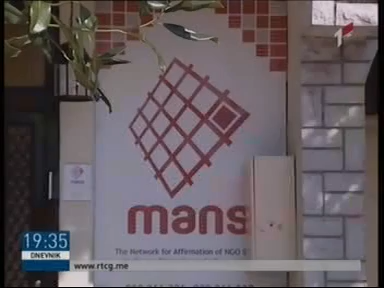 mans
The Network for Affirmation of NGO
19:35
DNEVNIK
www.rtcg.me